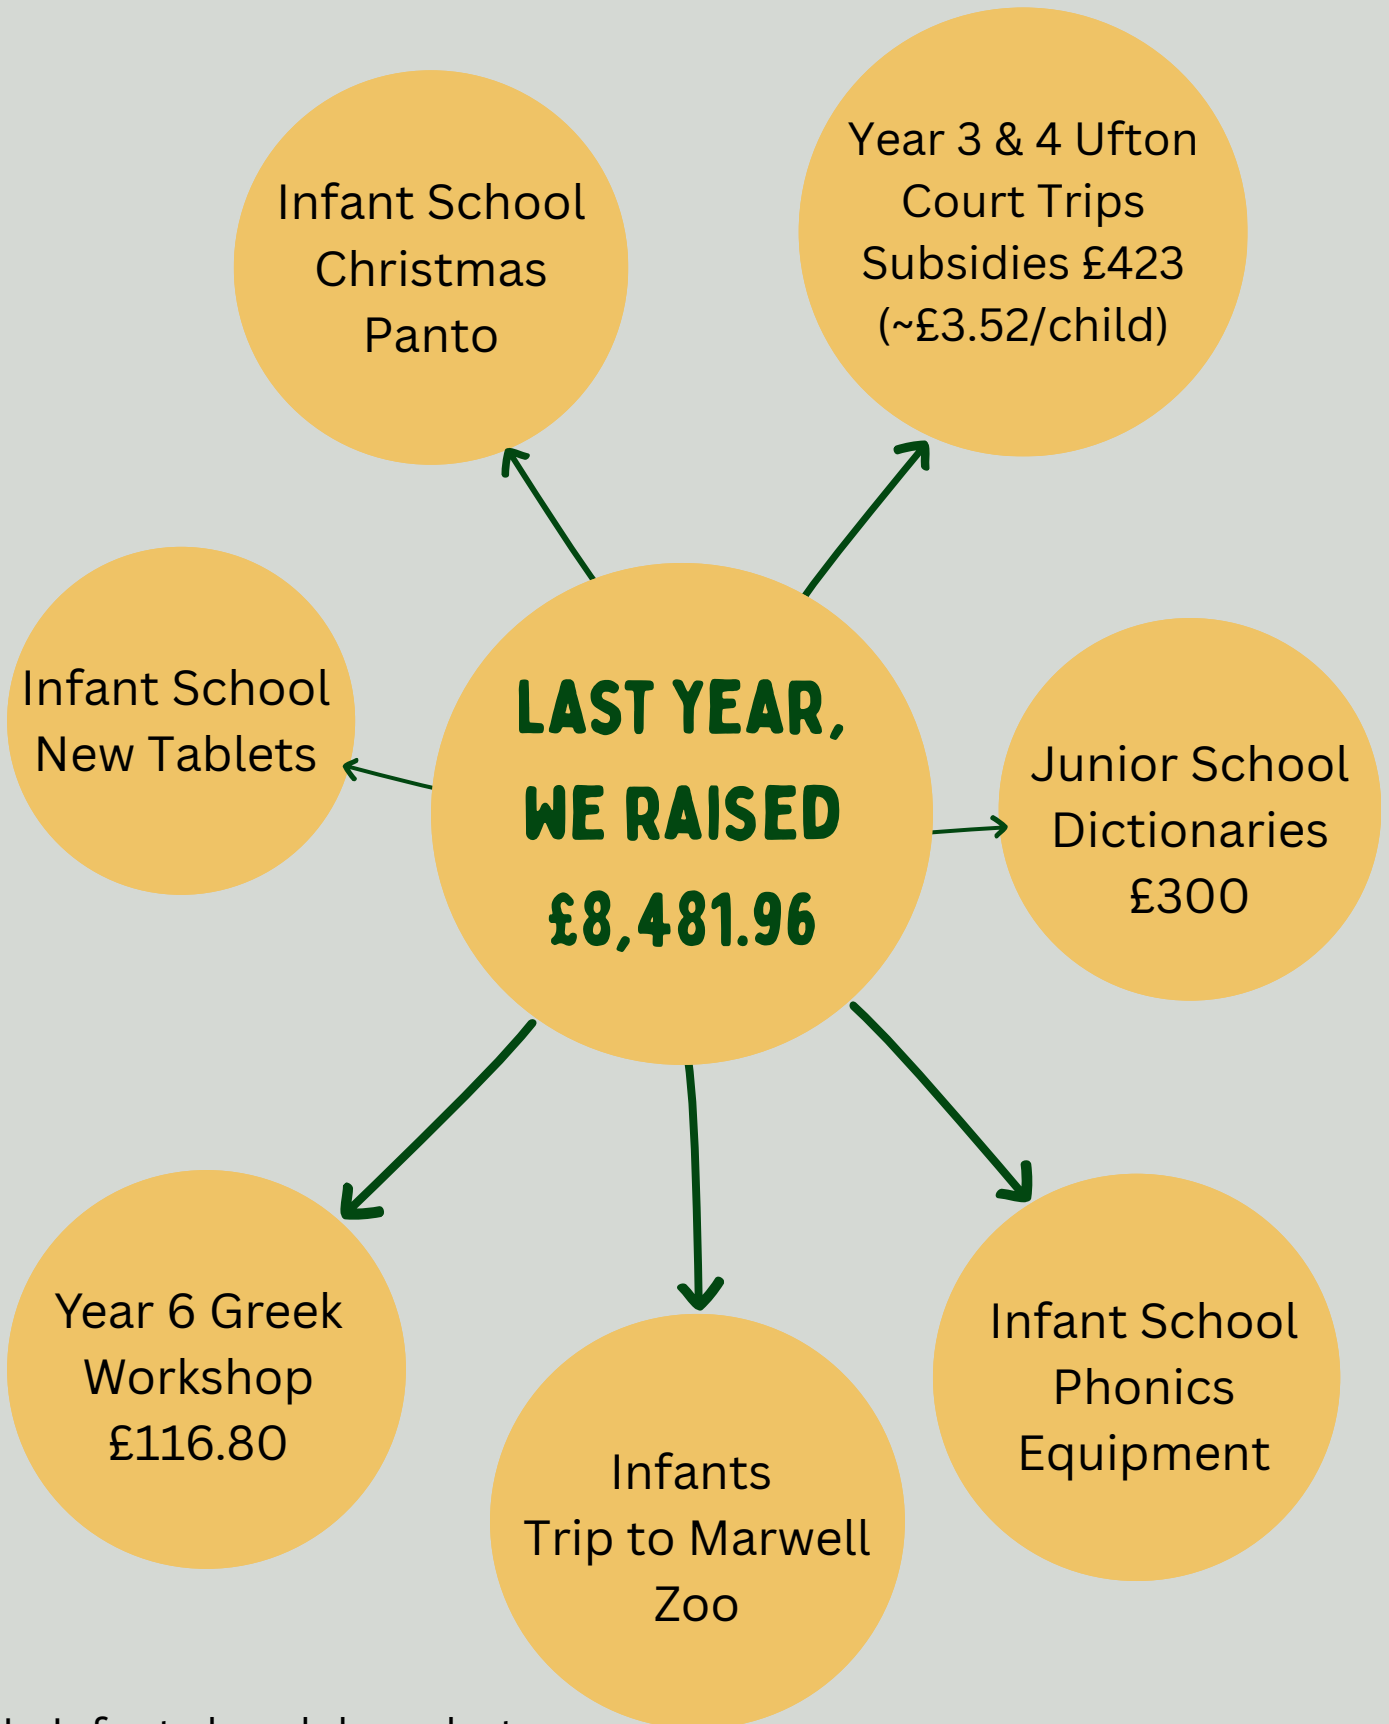 Infant School
Christmas
Panto
Year 3 & 4 Ufton
Court Trips
Subsidies £423
(~£3.52/child)
Infant School
New Tablets
LAST YEAR,
WE RAISED
£8,481.96
Junior School
Dictionaries
£300
Year 6 Greek
Workshop
£116.80
Infants
Trip to Marwell
Zoo
Infant School
Phonics
Equipment